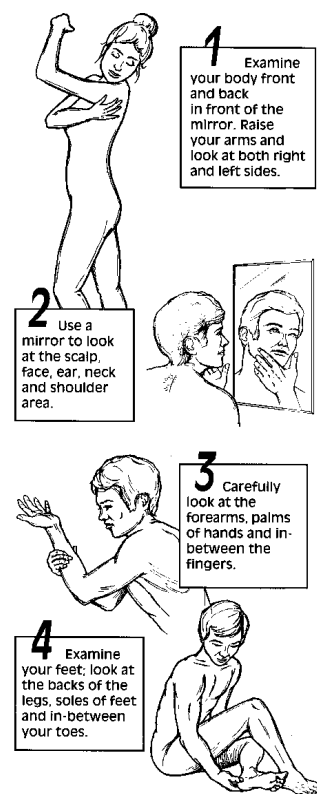 1 Examine
your body front
and back
in front of the
mirror. Raise
your arms and
look at both right
and left sides.
2 Use a
mirror to look
at the scalp,
face, ear, neck
and shoulder
area.
3 Carefully
look at the
forearms, palms
of hands and in-
between the
fingers.
4 Examine
your feet; look at
the backs of the
legs, soles of feet
and in-between
your toes.